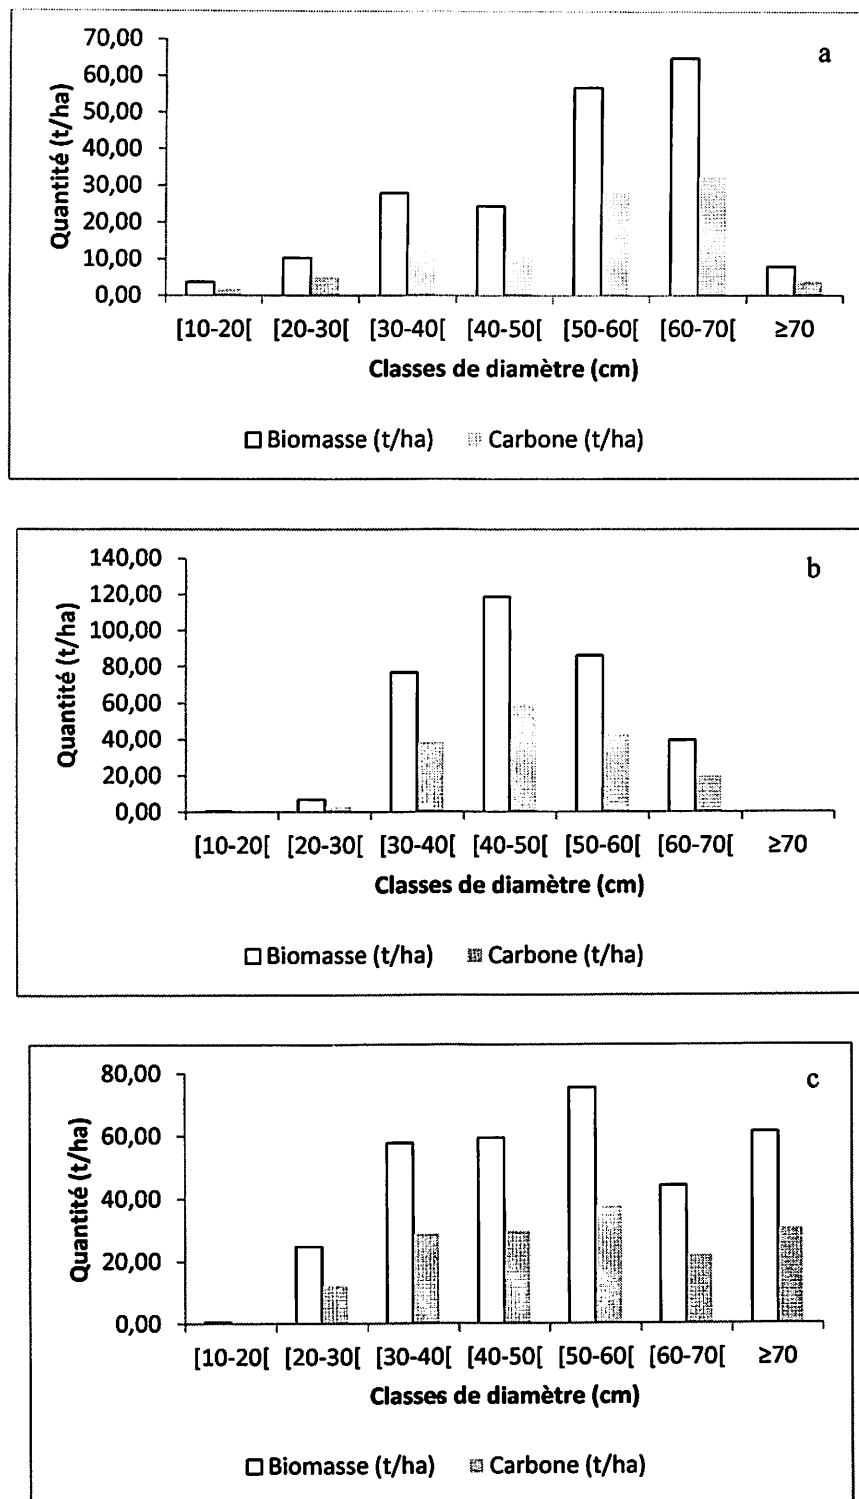 a
70,00
60,00
50,00
40,00
30,00
20,00
10,00
0,00
Quantité (t/ha)
[10-20[ [20-30[ [30-40[ [40-50[ [50-60[ [60-70[ ≥70
Classes de diamètre (cm)
Biomasse (t/ha) Carbone (t/ha)
b
140,00
120,00
100,00
80,00
60,00
40,00
20,00
0,00
Quantité (t/ha)
[10-20[ [20-30[ [30-40[ [40-50[ [50-60[ [60-70[ ≥70
Classes de diamètre (cm)
Biomasse (t/ha) Carbone (t/ha)
c
80,00
60,00
40,00
20,00
0,00
Quantité (t/ha)
[10-20[ [20-30[ [30-40[ [40-50[ [50-60[ [60-70[ ≥70
Classes de diamètre (cm)
Biomasse (t/ha) Carbone (t/ha)